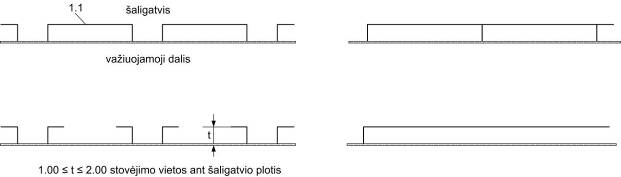 1.1
šaligatvis
važiuojamoji dalis
t
1.00 ≤ t ≤ 2.00 stovėjimo vietos ant šaligatvio plotis